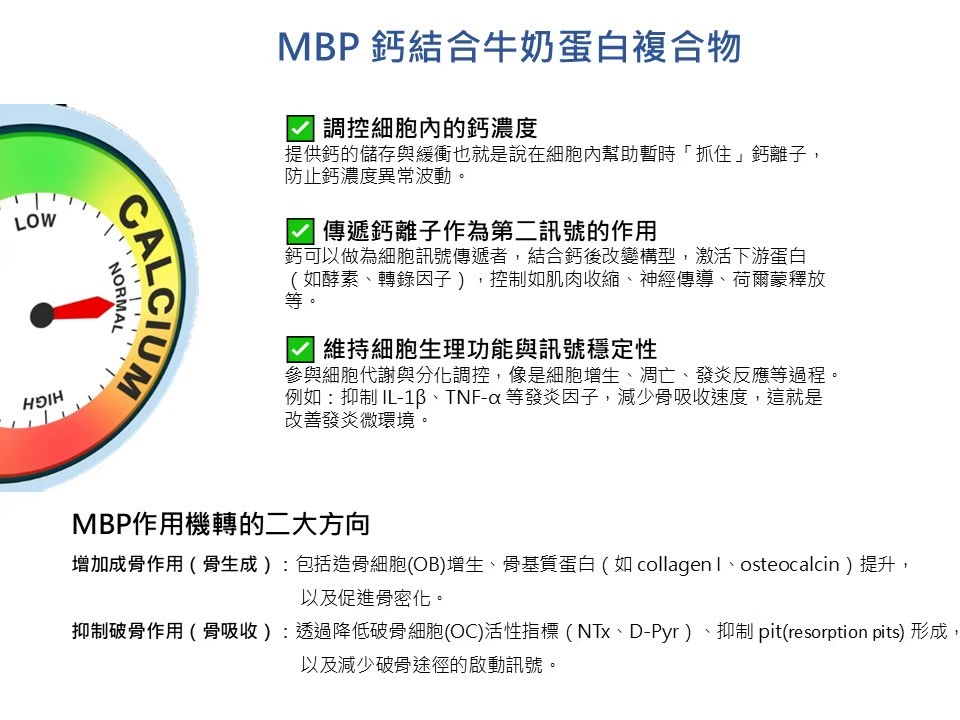 MBP 鈣結合牛奶蛋白複合物
LOW
NORMAL
HIGH
CALCIUM
調控細胞內的鈣濃度
提供鈣的儲存與緩衝也就是說在細胞內幫助暫時「抓住」鈣離子，
防止鈣濃度異常波動。
傳遞鈣離子作為第二訊號的作用
鈣可以做為細胞訊號傳遞者，結合鈣後改變構型，激活下游蛋白
（如酵素、轉錄因子），控制如肌肉收縮、神經傳導、荷爾蒙釋放
等。
維持細胞生理功能與訊號穩定性
參與細胞代謝與分化調控，像是細胞增生、凋亡、發炎反應等過程。
例如：抑制 IL-1β、TNF-α 等發炎因子，減少骨吸收速度，這就是
改善發炎微環境。
MBP作用機轉的二大方向
增加成骨作用（骨生成）：包括造骨細胞(OB)增生、骨基質蛋白（如 collagen I、osteocalcin）提升，
以及促進骨密化。
抑制破骨作用（骨吸收）：透過降低破骨細胞(OC)活性指標（NTx、D-Pyr）、抑制 pit(resorption pits) 形成，
以及減少破骨途徑的啟動訊號。